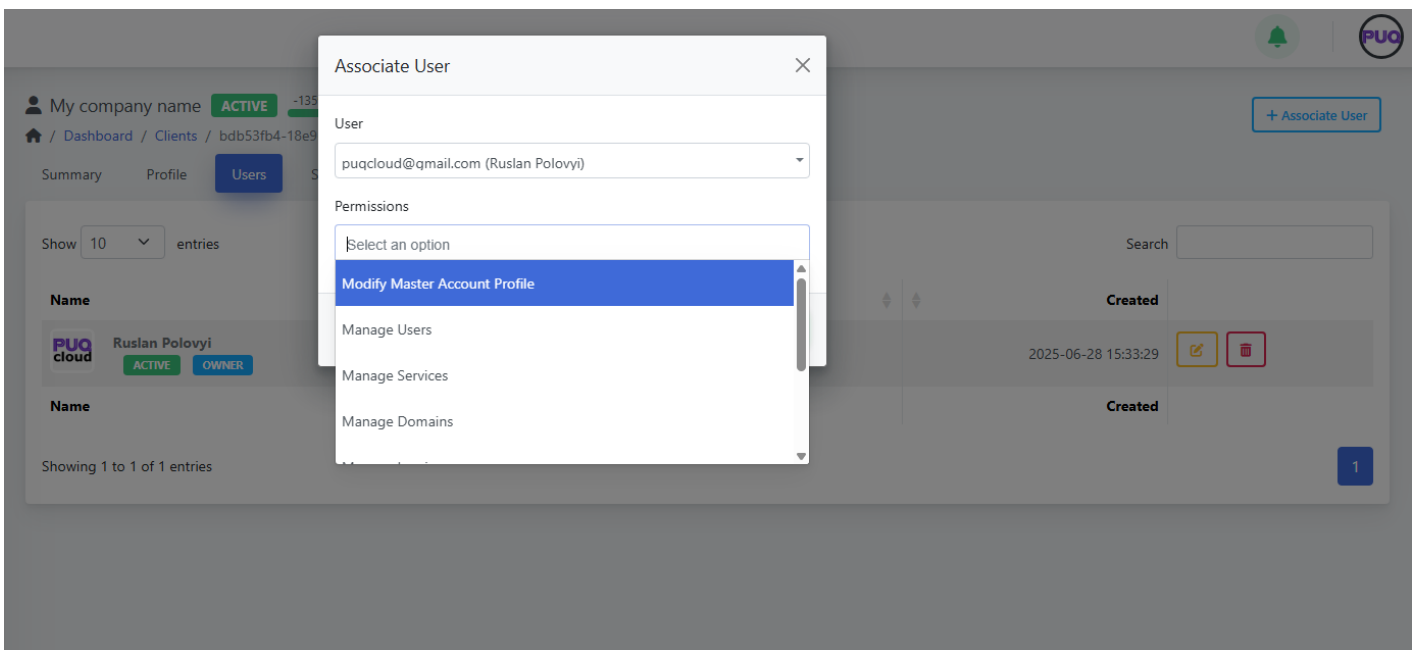 PUQ
Associate User
My company name ACTIVE -135
+ Associate User
/ Dashboard / Clients / bdb53fb4-18e9
User
puqcloud@gmail.com (Ruslan Polovyi)
Summary Profile Users S
Permissions
Select an option
Show 10 entries
Search
Modify Master Account Profile
Name Created
Manage Users
PUQ cloud
Ruslan Polovyi
ACTIVE OWNER
2025-06-28 15:33:29
Manage Services
Name Created
Manage Domains
Showing 1 to 1 of 1 entries
1